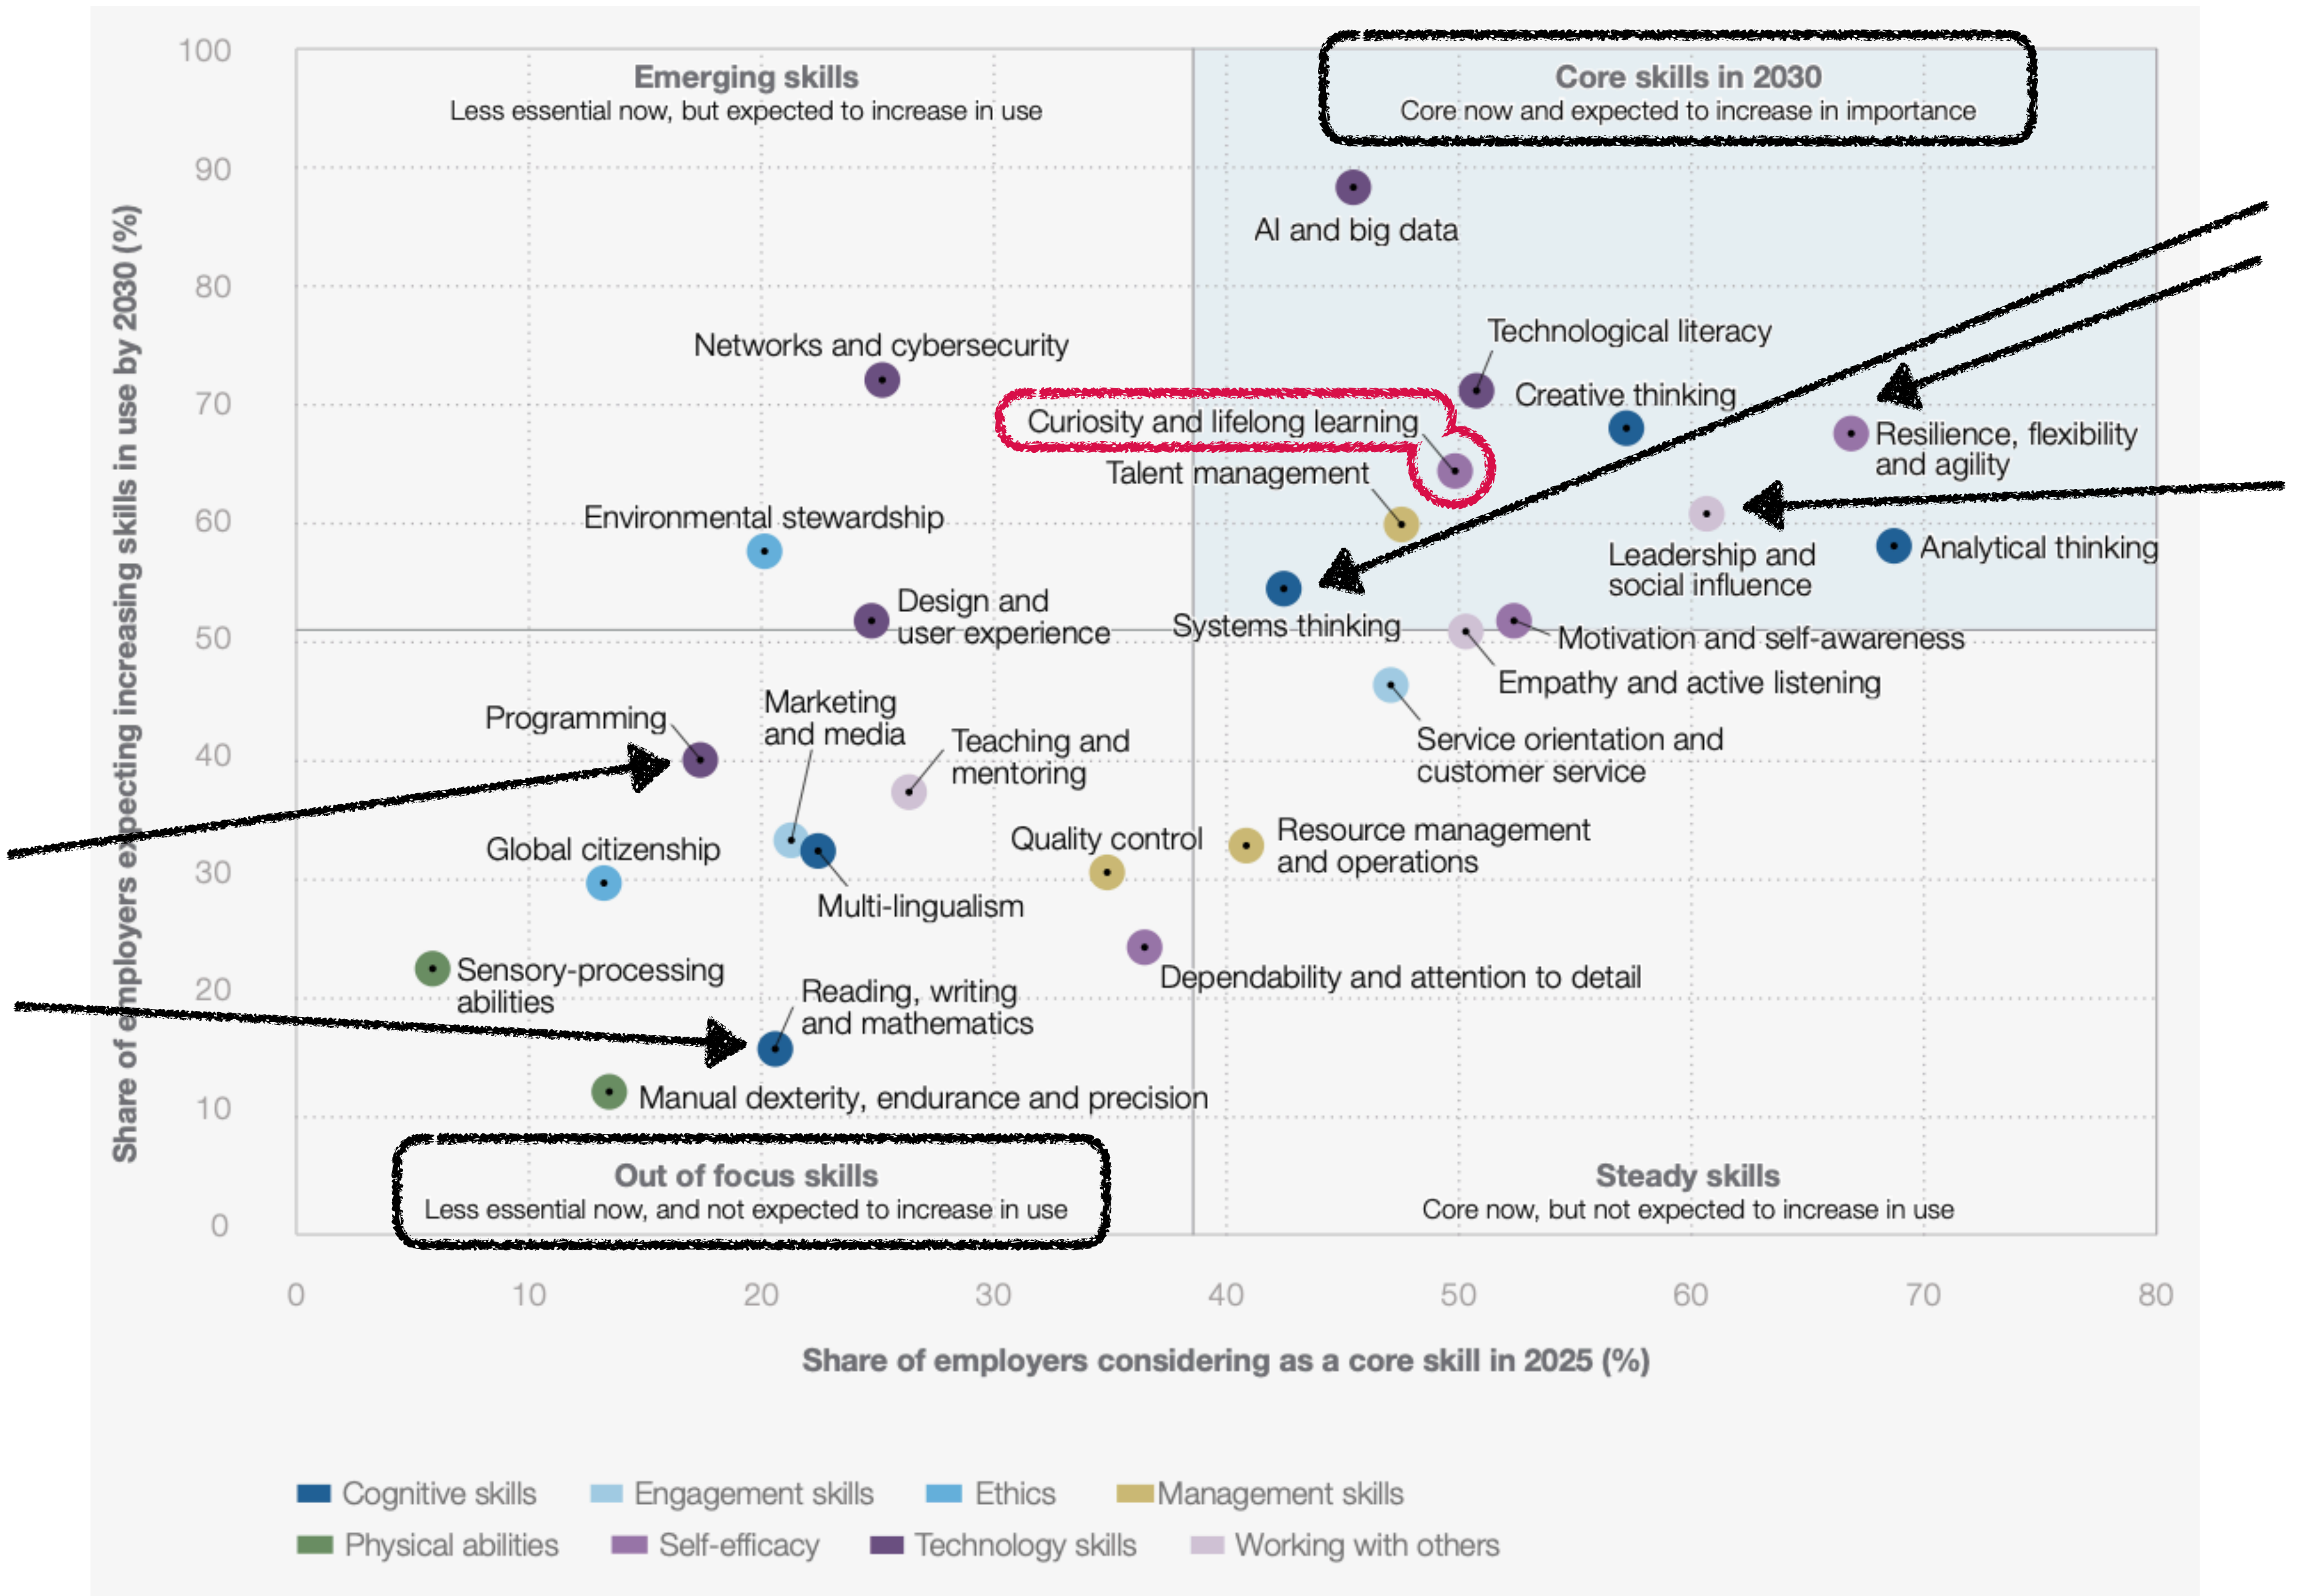 100
90
80
70
60
50
40
30
20
10
0
Share of employers expecting increasing skills in use by 2030 (%)
Emerging skills
Less essential now, but expected to increase in use
Core skills in 2030
Core now and expected to increase in importance
AI and big data
Technological literacy
Networks and cybersecurity
Creative thinking
Curiosity and lifelong learning
Resilience, flexibility
and agility
Talent management
Environmental stewardship
Leadership and
social influence
Analytical thinking
Design and
user experience
Systems thinking
Motivation and self-awareness
Empathy and active listening
Programming
Marketing
and media
Teaching and
mentoring
Service orientation and
customer service
Global citizenship
Quality control
Resource management
and operations
Multi-lingualism
Sensory-processing
abilities
Dependability and attention to detail
Reading, writing
and mathematics
Manual dexterity, endurance and precision
Out of focus skills
Less essential now, and not expected to increase in use
Steady skills
Core now, but not expected to increase in use
0 10 20 30 40 50 60 70 80
Share of employers considering as a core skill in 2025 (%)
Cognitive skills Engagement skills Ethics Management skills
Physical abilities Self-efficacy Technology skills Working with others